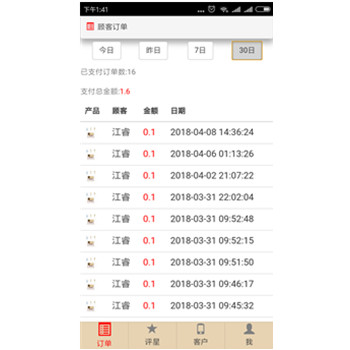 下午1:41
顾客订单
今日 昨日 7日 30日
已支付订单数:16
支付总金额:1.6
产品 顾客 金额 日期
江睿 0.1 2018-04-08 14:36:24
江睿 0.1 2018-04-06 01:13:26
江睿 0.1 2018-04-02 21:07:22
江睿 0.1 2018-03-31 22:02:04
江睿 0.1 2018-03-31 09:52:48
江睿 0.1 2018-03-31 09:52:15
江睿 0.1 2018-03-31 09:51:50
江睿 0.1 2018-03-31 09:46:17
江睿 0.1 2018-03-31 09:45:32
订单 评星 客户 我